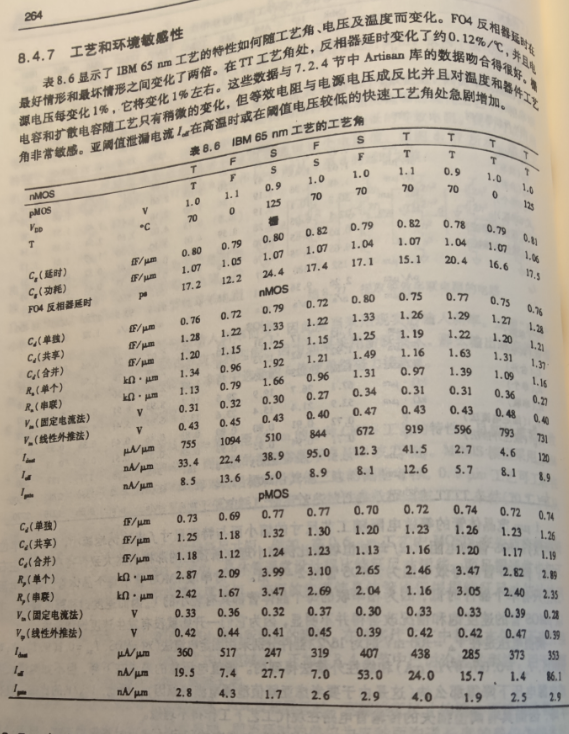 264
8.4.7 工艺和环境敏感性
表 8.6 显示了 IBM 65 nm 工艺的特性如何随工艺角、电压及温度而变化。FO4 反相器延时在
最好情形和最坏情形之间变化了两倍。在 TT 工艺角处，反相器延时变化了约 0.12%/℃，并且电
源电压每变化 1%，它将变化 1% 左右。这些数据与 7.2.4 节中 Artisan 库的数据吻合得很好。
电容和扩散电容随工艺只有稍微的变化，但等效电阻与电源电压成反比并且对温度和器件工艺
角非常敏感。亚阈值泄漏电流 I_off 在高温时或在阈值电压较低的快速工艺角处急剧增加。
表 8.6 IBM 65 nm 工艺的工艺角
nMOS T F S F S T T T T
pMOS T F S S F T T T T
V_DD V 1.0 1.1 0.9 1.0 1.0 1.1 0.9 1.0 1.0
T °C 70 0 125 70 70 70 70 0 125
栅
C_g(延时) fF/μm 0.80 0.79 0.80 0.82 0.79 0.82 0.78 0.79 0.81
C_g(功耗) fF/μm 1.07 1.05 1.07 1.07 1.04 1.07 1.04 1.07 1.06
FO4 反相器延时 ps 17.2 12.2 24.4 17.4 17.1 15.1 20.4 16.6 17.5
nMOS
C_d(单独) fF/μm 0.76 0.72 0.79 0.72 0.80 0.75 0.77 0.75 0.76
C_d(共享) fF/μm 1.28 1.22 1.33 1.22 1.33 1.26 1.29 1.27 1.28
C_d(合并) fF/μm 1.20 1.15 1.25 1.15 1.25 1.19 1.22 1.20 1.21
R_n(单个) kΩ·μm 1.34 0.96 1.92 1.21 1.49 1.16 1.63 1.31 1.37
R_n(串联) kΩ·μm 1.13 0.79 1.66 0.96 1.31 0.97 1.39 1.09 1.16
V_tn(固定电流法) V 0.31 0.32 0.30 0.27 0.34 0.31 0.31 0.36 0.27
V_tn(线性外推法) V 0.43 0.45 0.43 0.40 0.47 0.43 0.43 0.48 0.40
I_dsat μA/μm 755 1094 510 844 672 919 596 793 731
I_off nA/μm 33.4 22.4 38.9 95.0 12.3 41.5 2.7 4.6 120
I_gate nA/μm 8.5 13.6 5.0 8.9 8.1 12.6 5.7 8.1 8.9
pMOS
C_d(单独) fF/μm 0.73 0.69 0.77 0.77 0.70 0.72 0.74 0.72 0.74
C_d(共享) fF/μm 1.25 1.18 1.32 1.30 1.20 1.23 1.26 1.23 1.26
C_d(合并) fF/μm 1.18 1.12 1.24 1.23 1.13 1.16 1.20 1.17 1.19
R_p(单个) kΩ·μm 2.87 2.09 3.99 3.10 2.65 2.46 3.47 2.82 2.89
R_p(串联) kΩ·μm 2.42 1.67 3.47 2.69 2.04 1.16 3.05 2.40 2.35
V_tp(固定电流法) V 0.33 0.36 0.32 0.37 0.30 0.33 0.33 0.39 0.28
V_tp(线性外推法) V 0.42 0.44 0.41 0.45 0.39 0.42 0.42 0.47 0.39
I_dsat μA/μm 360 517 247 319 407 438 285 373 353
I_off nA/μm 19.5 7.4 27.7 7.0 53.0 24.0 15.7 1.4 86.1
I_gate nA/μm 2.8 4.3 1.7 2.6 2.9 4.0 1.9 2.5 2.9